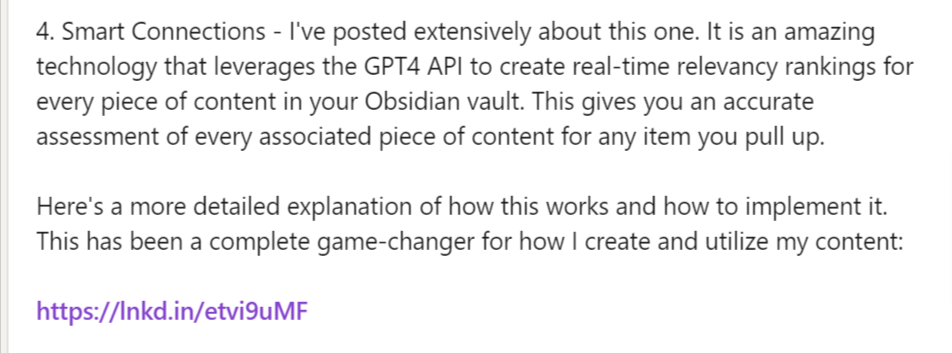 4. Smart Connections - I've posted extensively about this one. It is an amazing
technology that leverages the GPT4 API to create real-time relevancy rankings for
every piece of content in your Obsidian vault. This gives you an accurate
assessment of every associated piece of content for any item you pull up.
Here's a more detailed explanation of how this works and how to implement it.
This has been a complete game-changer for how I create and utilize my content:
https://lnkd.in/etvi9uMF